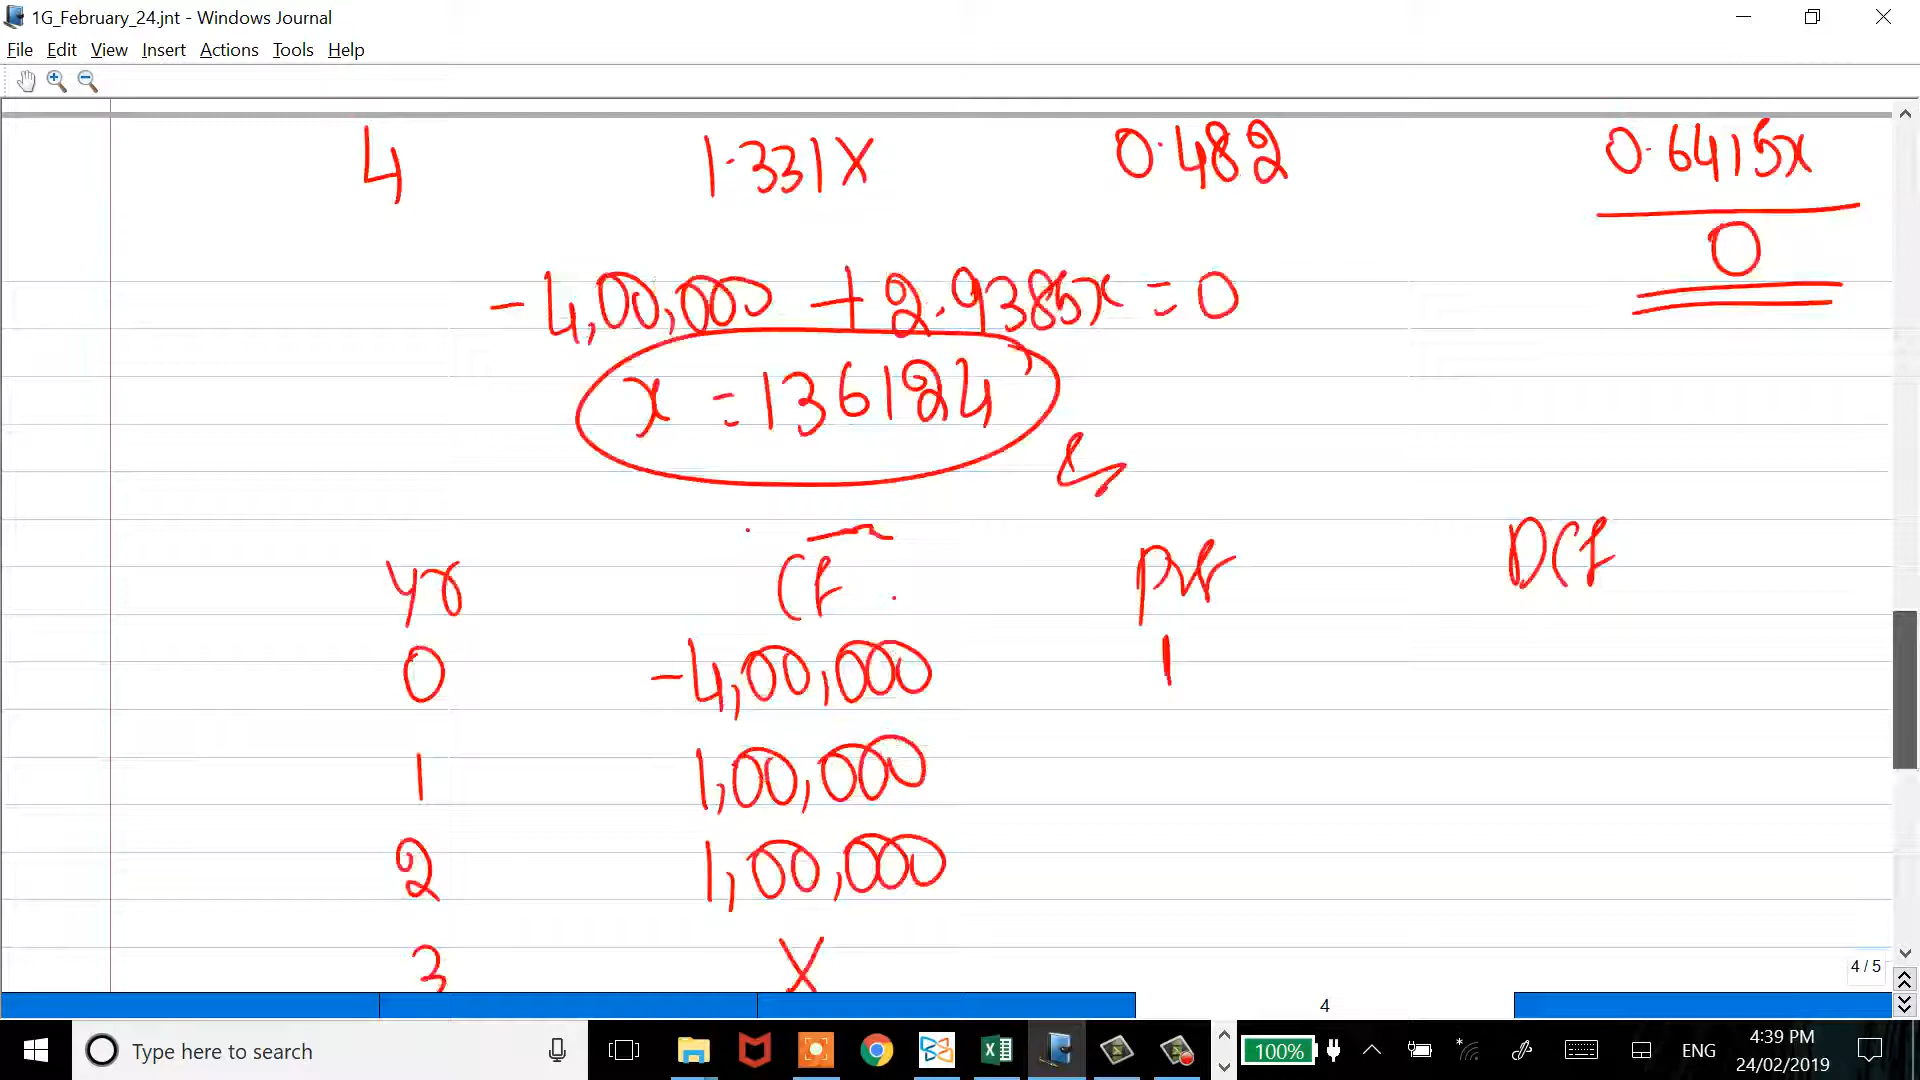 1G_February_24.jnt - Windows Journal
File Edit View Insert Actions Tools Help
4 1.331X 0.482 0.6415x
0
-4,00,000 + 2.9385x = 0
x = 136124
yr CF PVF DCF
0 -4,00,000 1
1 1,00,000
2 1,00,000
3 X
4 / 5
4
Type here to search
100%
ENG
4:39 PM
24/02/2019